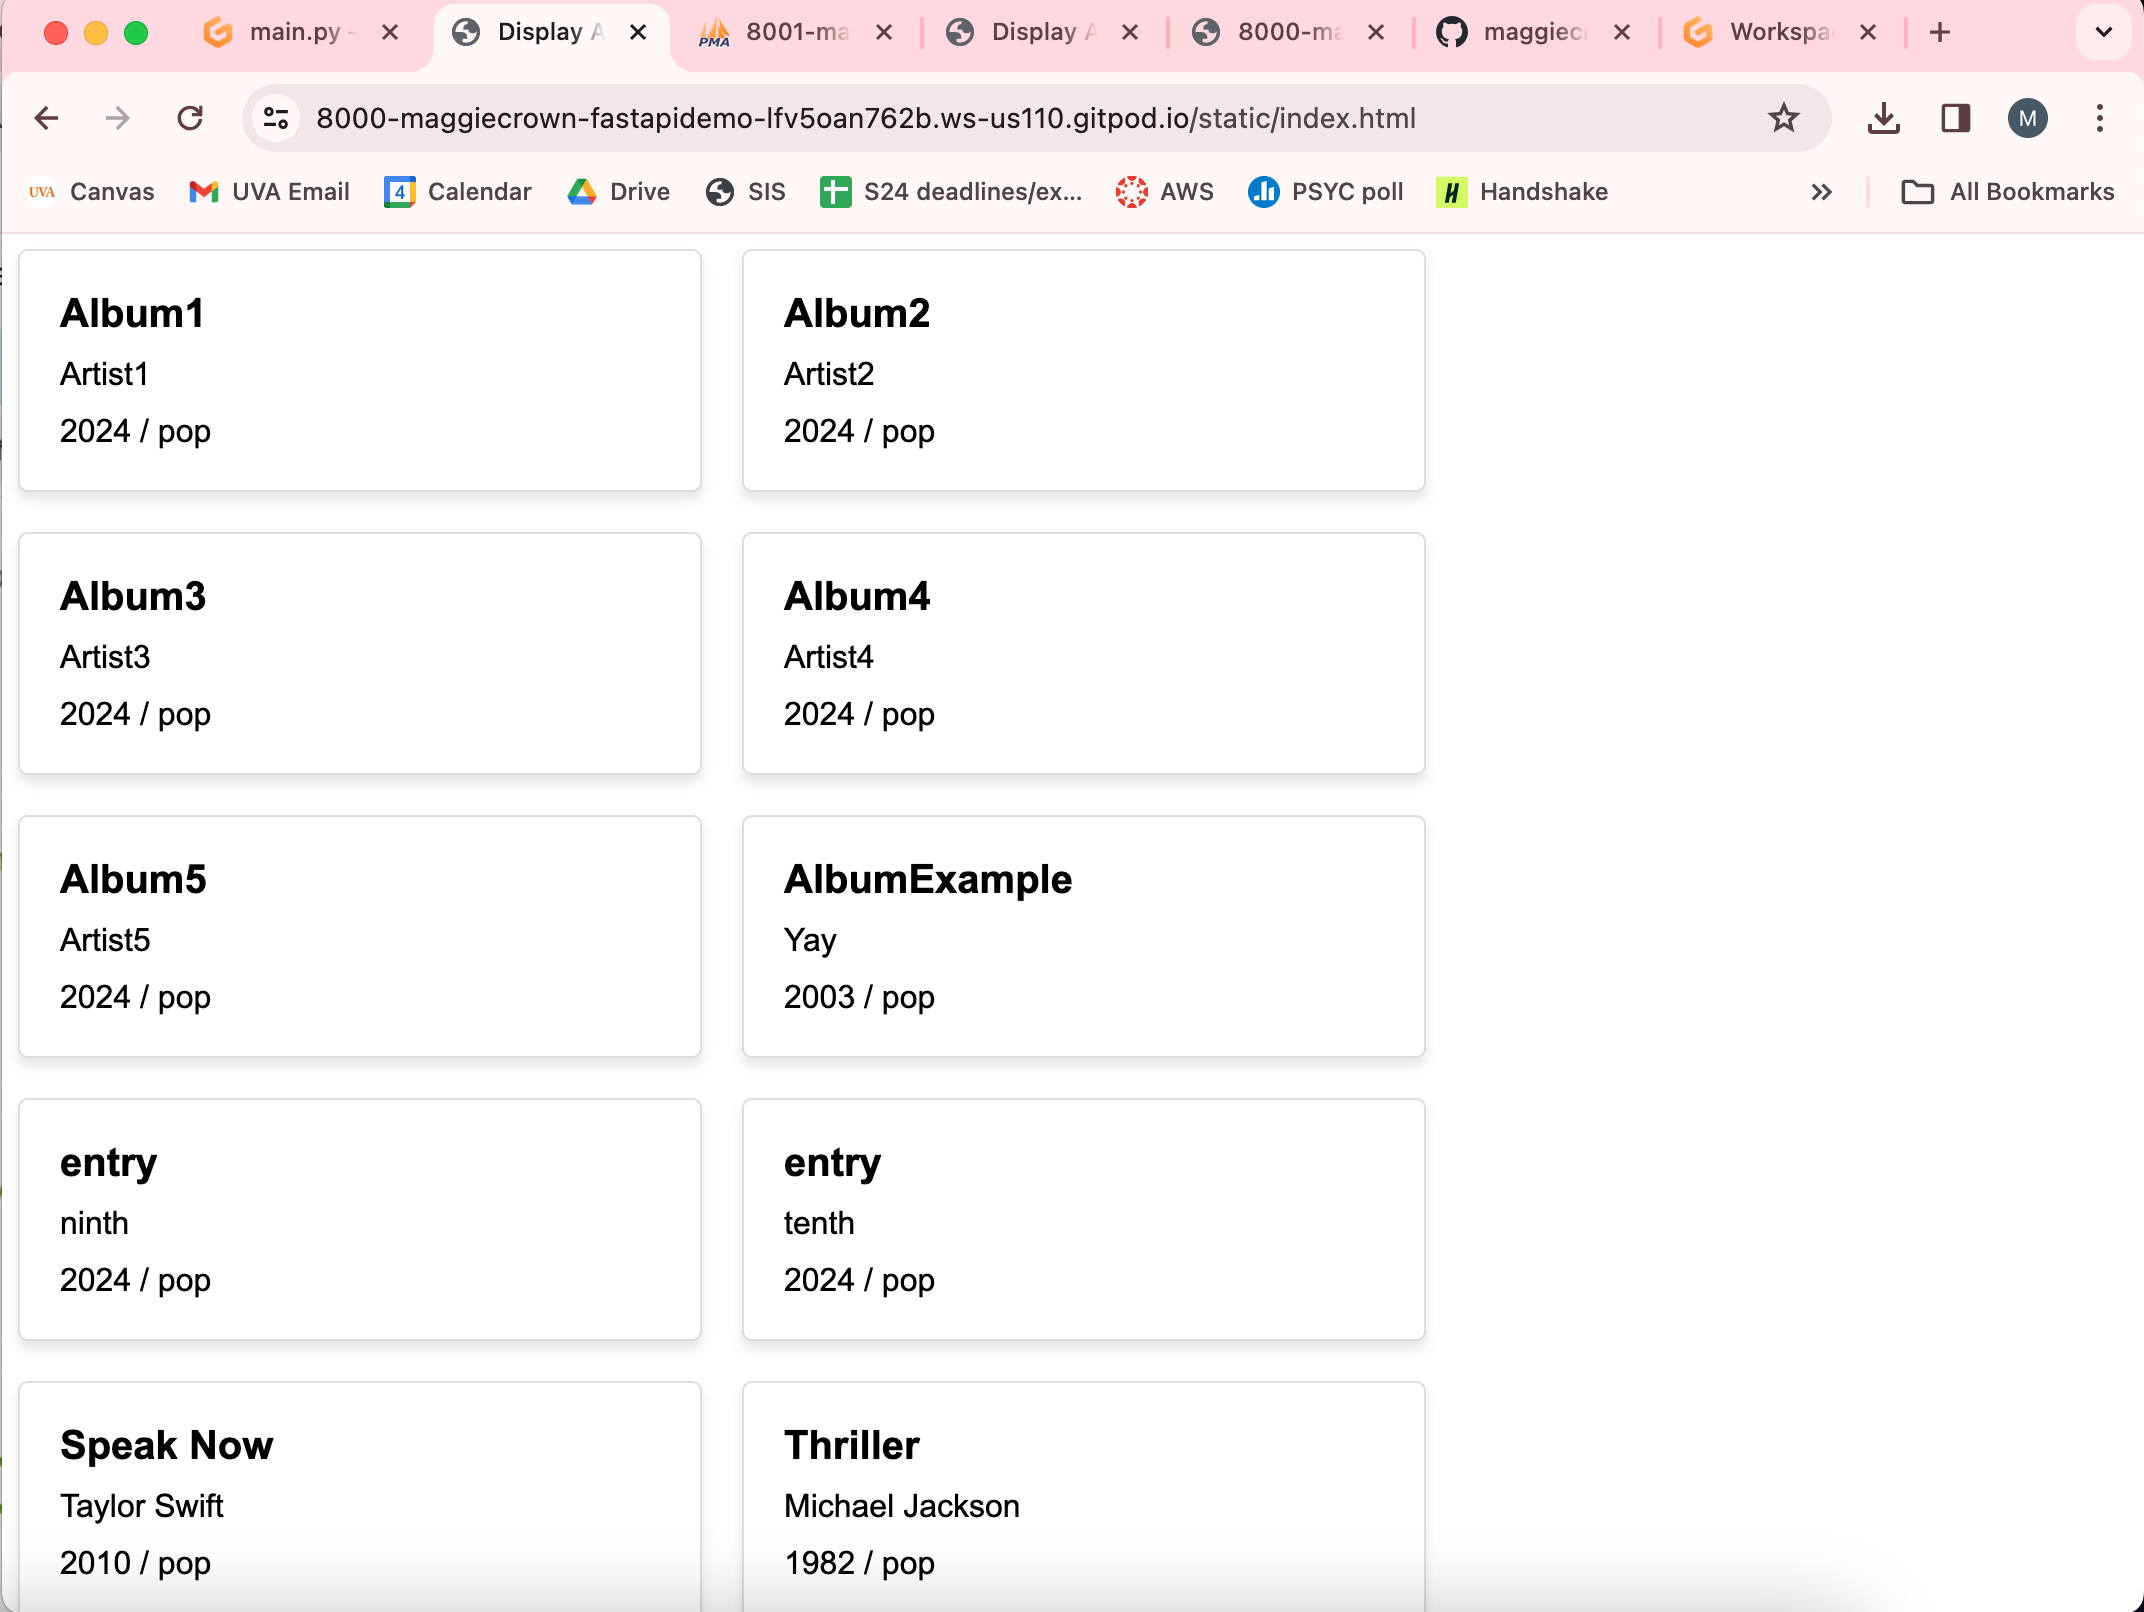 main.py -
Display A
PMA
8001-ma
Display A
8000-ma
maggiecr
Workspa
8000-maggiecrown-fastapidemo-lfv5oan762b.ws-us110.gitpod.io/static/index.html
M
UVA Canvas
UVA Email
4 Calendar
Drive
SIS
S24 deadlines/ex...
AWS
PSYC poll
H Handshake
All Bookmarks
Album1
Artist1
2024 / pop
Album2
Artist2
2024 / pop
Album3
Artist3
2024 / pop
Album4
Artist4
2024 / pop
Album5
Artist5
2024 / pop
AlbumExample
Yay
2003 / pop
entry
ninth
2024 / pop
entry
tenth
2024 / pop
Speak Now
Taylor Swift
2010 / pop
Thriller
Michael Jackson
1982 / pop